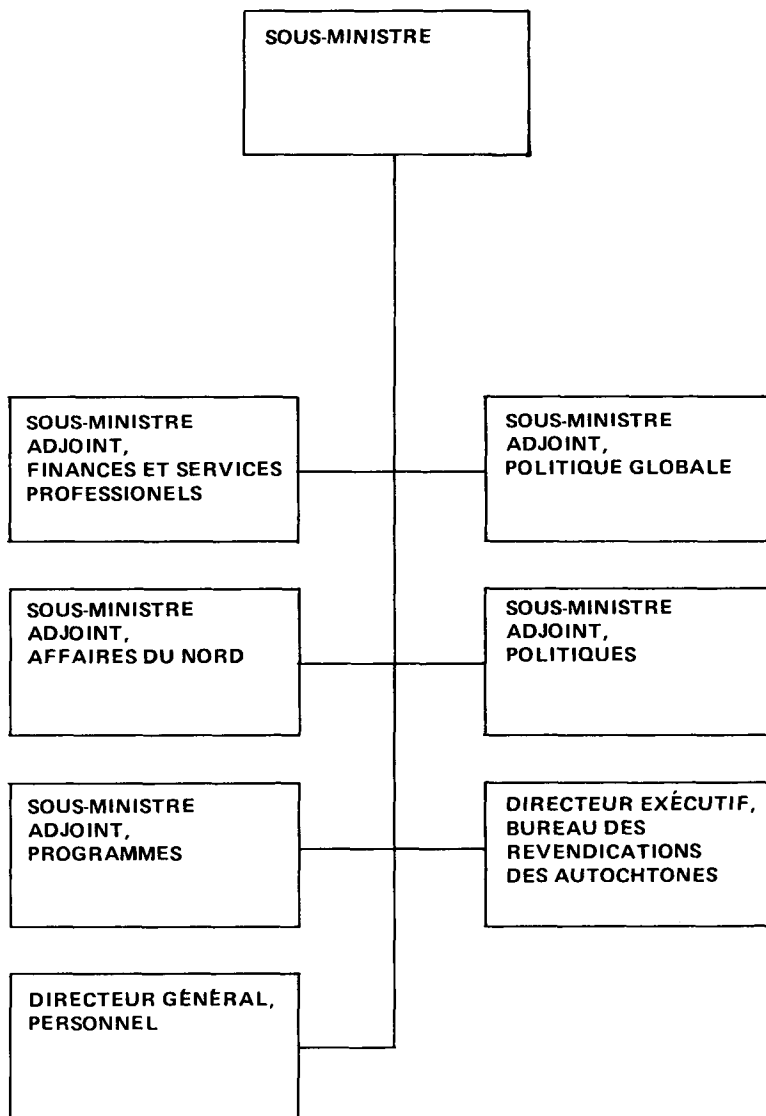 SOUS-MINISTRE
SOUS-MINISTRE
ADJOINT,
FINANCES ET SERVICES
PROFESSIONELS
SOUS-MINISTRE
ADJOINT,
POLITIQUE GLOBALE
SOUS-MINISTRE
ADJOINT,
AFFAIRES DU NORD
SOUS-MINISTRE
ADJOINT,
POLITIQUES
SOUS-MINISTRE
ADJOINT,
PROGRAMMES
DIRECTEUR EXÉCUTIF,
BUREAU DES
REVENDICATIONS
DES AUTOCHTONES
DIRECTEUR GÉNÉRAL,
PERSONNEL